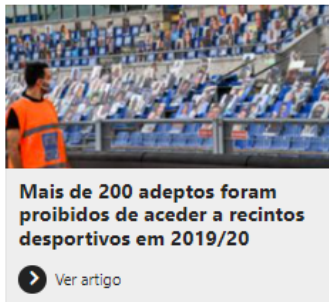 Mais de 200 adeptos foram
proibidos de aceder a recintos
desportivos em 2019/20
Ver artigo